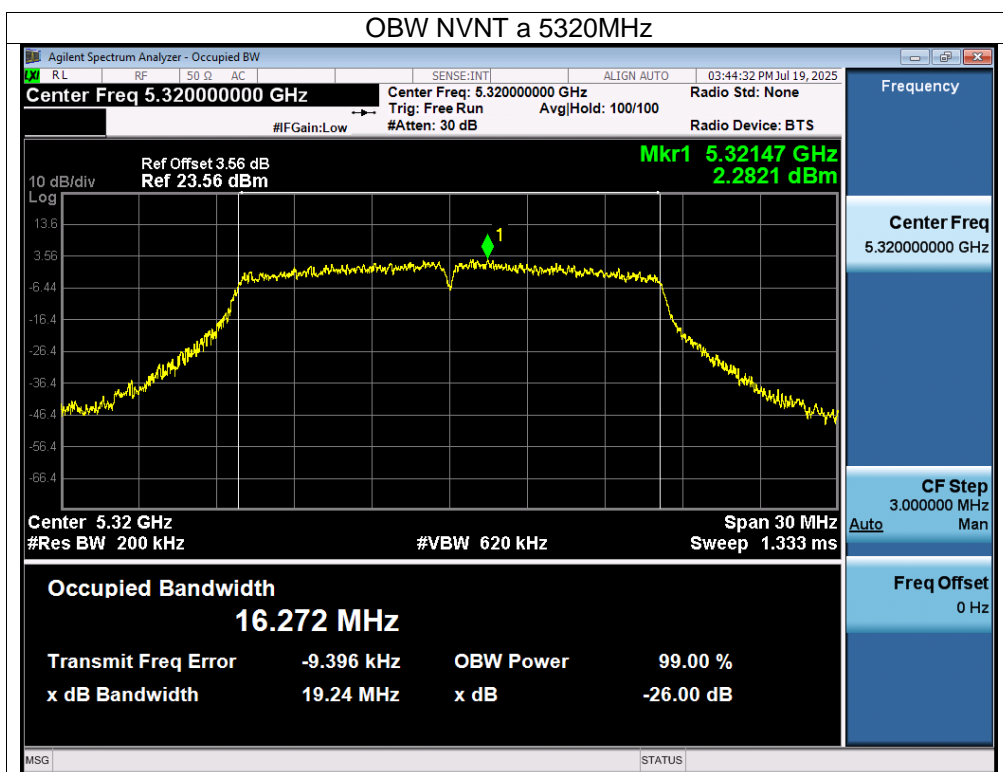 OBW NVNT a 5320MHz
Agilent Spectrum Analyzer - Occupied BW
LXI RL RF 50 Ω AC SENSE:INT ALIGN AUTO 03:44:32 PM Jul 19, 2025
Center Freq 5.320000000 GHz
Center Freq: 5.320000000 GHz Radio Std: None
Trig: Free Run Avg|Hold: 100/100
#IFGain:Low #Atten: 30 dB Radio Device: BTS
Mkr1 5.32147 GHz
2.2821 dBm
Ref Offset 3.56 dB
10 dB/div Ref 23.56 dBm
Log
13.6
3.56
-6.44
-16.4
-26.4
-36.4
-46.4
-56.4
-66.4
1
Center 5.32 GHz Span 30 MHz
#Res BW 200 kHz #VBW 620 kHz Sweep 1.333 ms
Occupied Bandwidth
16.272 MHz
Transmit Freq Error -9.396 kHz OBW Power 99.00 %
x dB Bandwidth 19.24 MHz x dB -26.00 dB
MSG STATUS
Frequency
Center Freq
5.320000000 GHz
CF Step
3.000000 MHz
Auto Man
Freq Offset
0 Hz